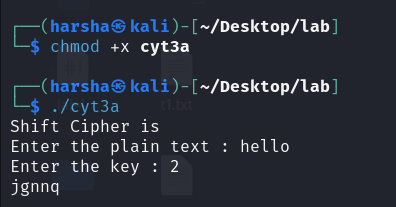 ┌──(harsha㉿kali)-[~/Desktop/lab]
└─$ chmod +x cyt3a
┌──(harsha㉿kali)-[~/Desktop/lab]
└─$ ./cyt3a
Shift Cipher is
Enter the plain text : hello
Enter the key : 2
jgnnq